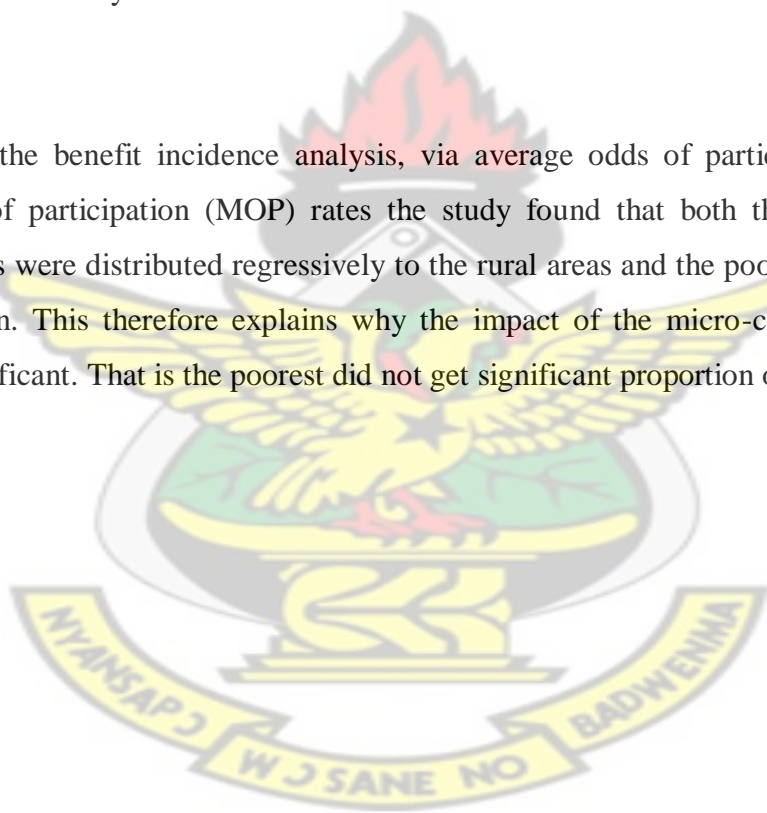 the benefit incidence analysis, via average odds of partic
of participation (MOP) rates the study found that both th
s were distributed regressively to the rural areas and the poo
n. This therefore explains why the impact of the micro-c
ficant. That is the poorest did not get significant proportion o
NYANSAPƆ WƆSANE NO BADWENMA